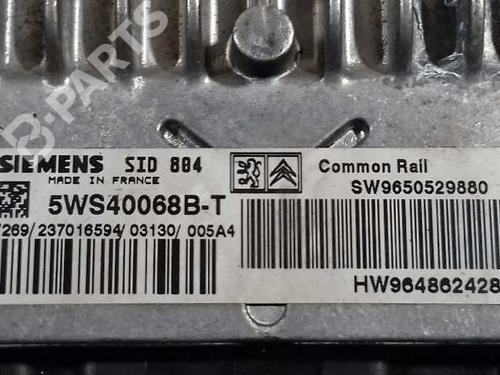 B-PARTS
SIEMENS SID 804
MADE IN FRANCE
Common Rail
SW9650529880
5WS40068B-T
/269/237016594/03130/ 005A4
HW964862428